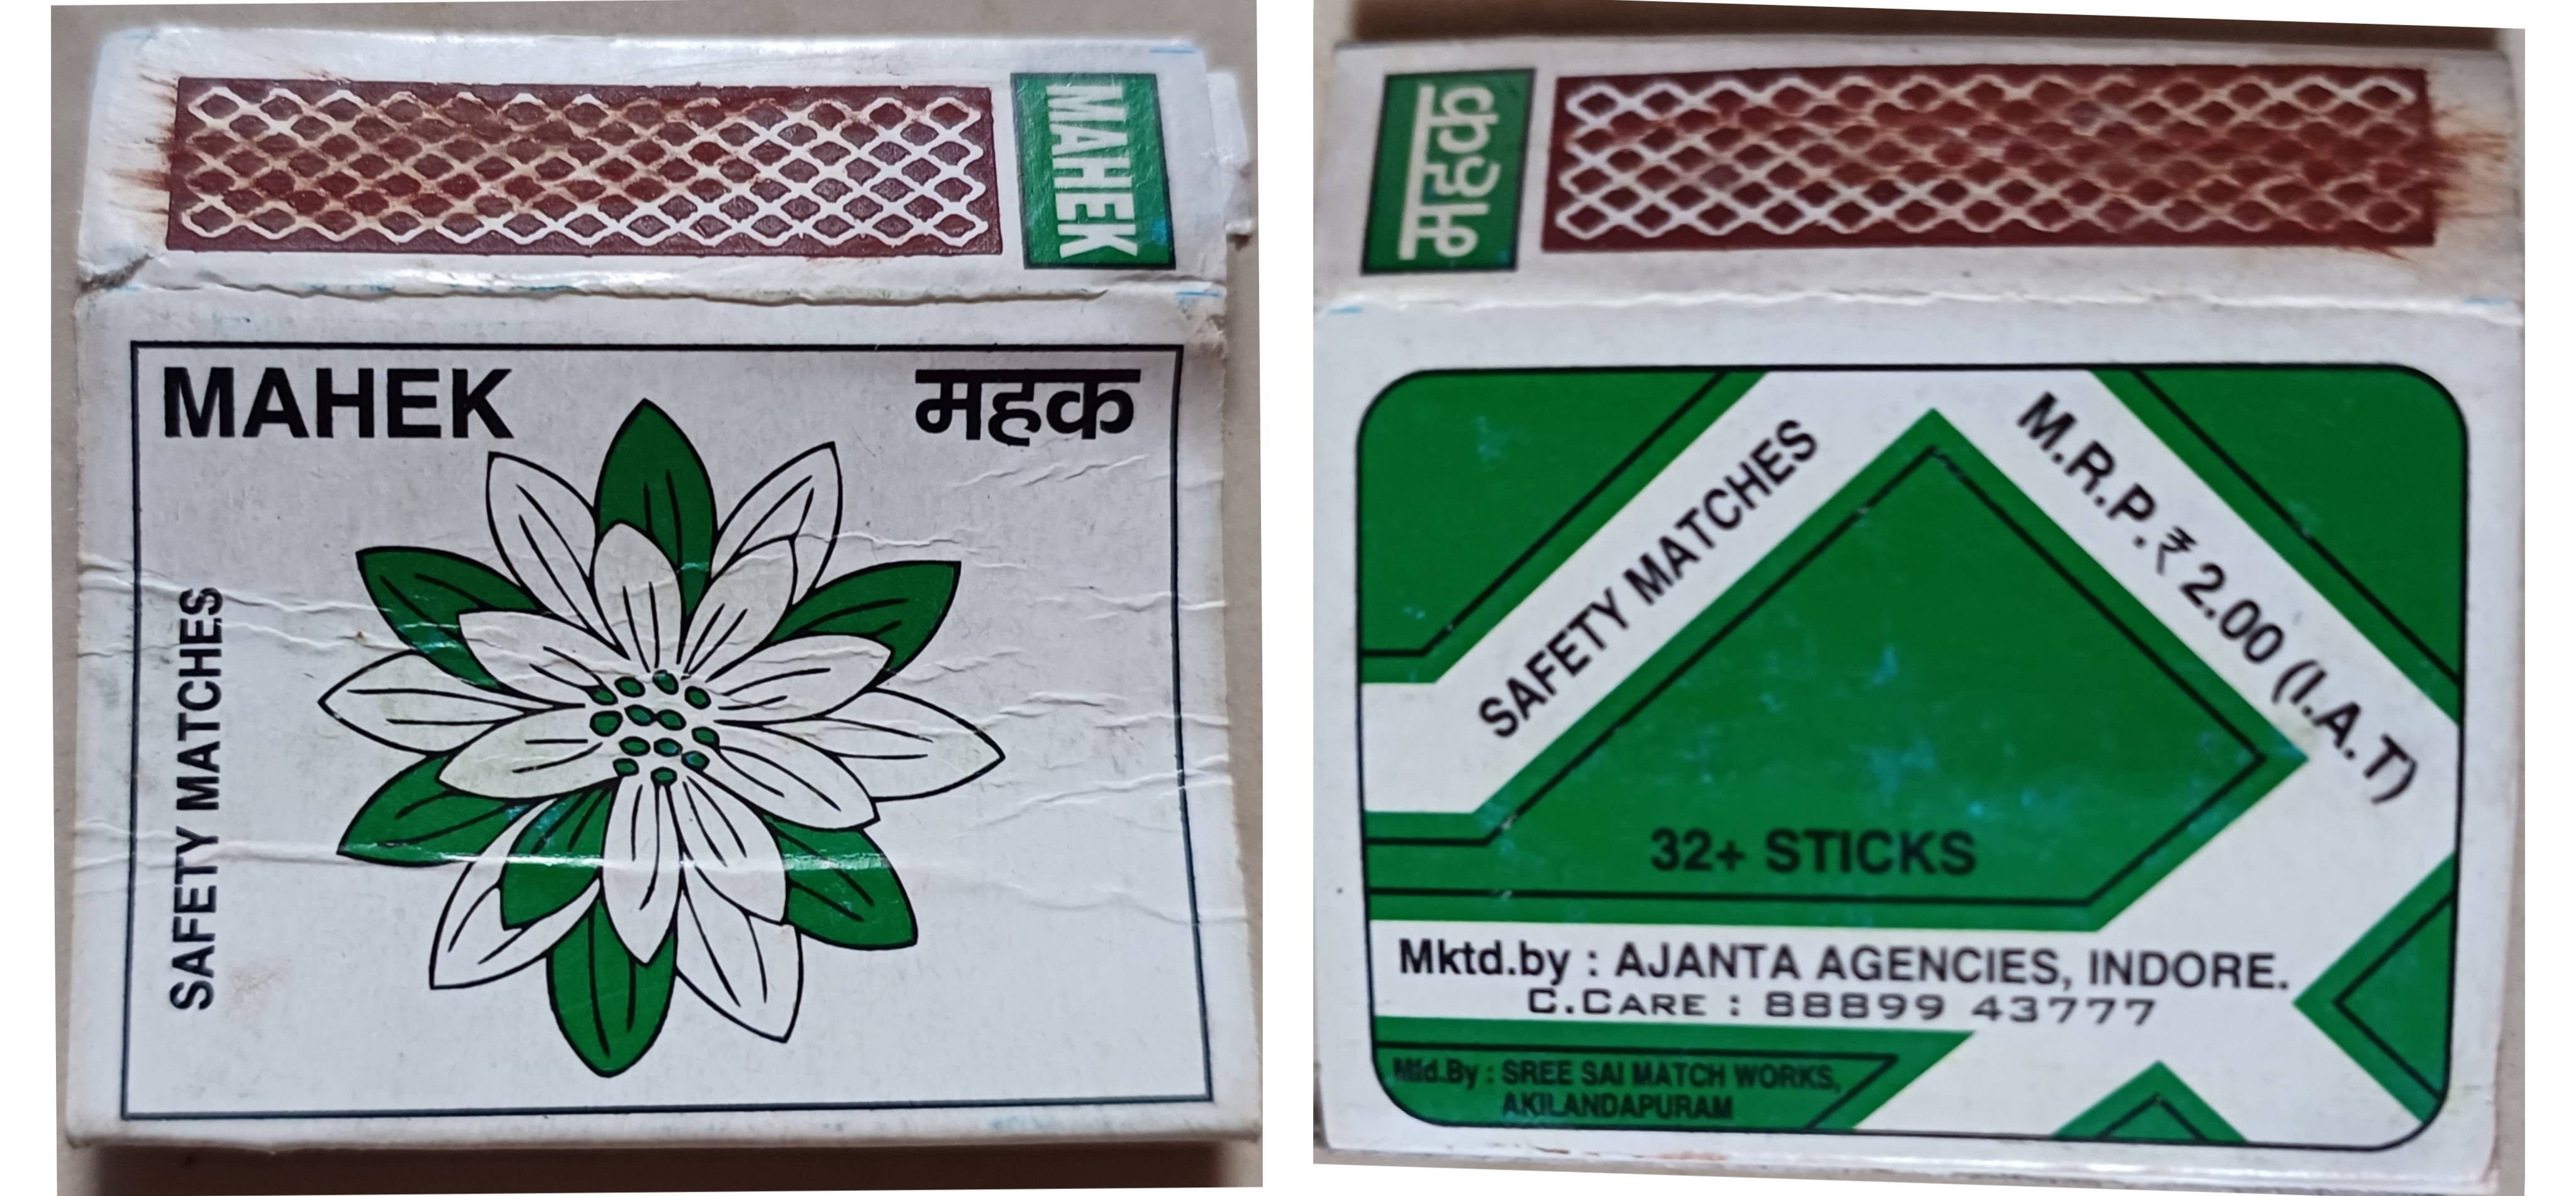 MAHEK
MAHEK महक
SAFETY MATCHES
महक
SAFETY MATCHES
M.R.P.₹ 2.00 (I.A.T)
32+ STICKS
Mktd.by : AJANTA AGENCIES, INDORE.
C.CARE : 88899 43777
Mfd.By : SREE SAI MATCH WORKS,
AKILANDAPURAM